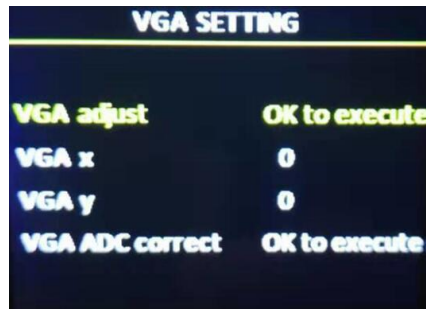 VGA SETTING
VGA adjust OK to execute
VGA x 0
VGA y 0
VGA ADC correct OK to execute